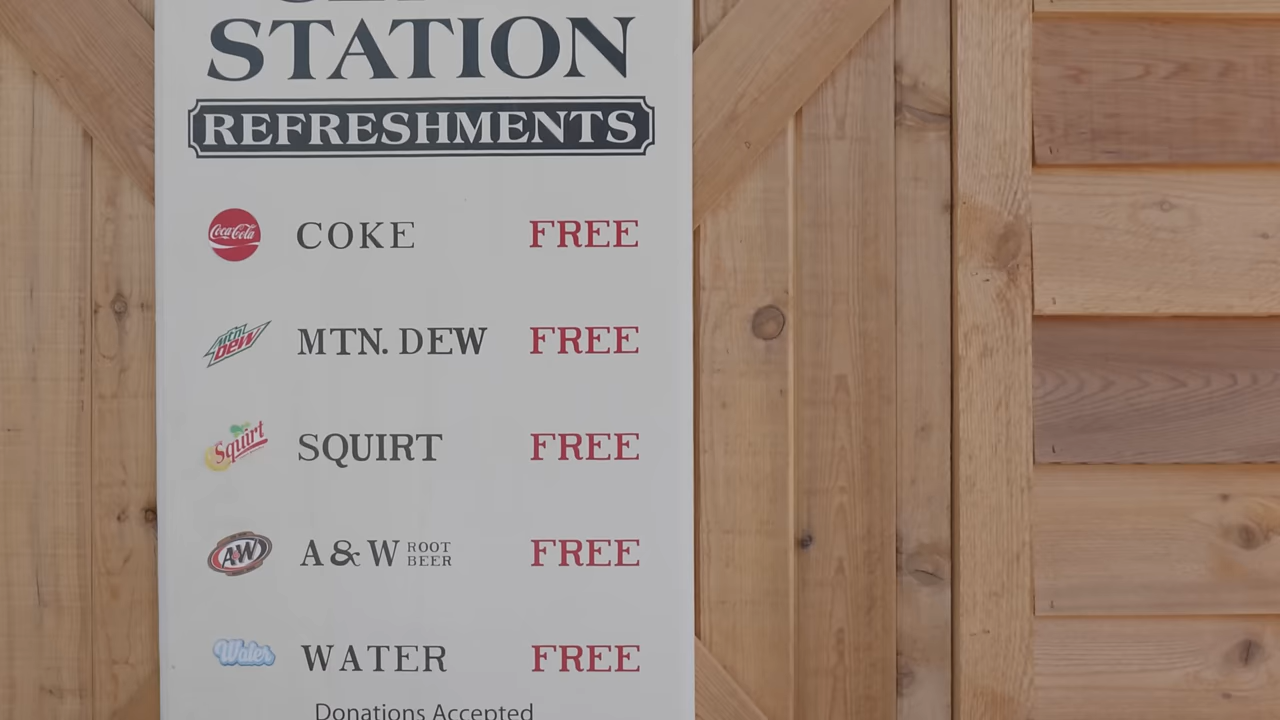 STATION
REFRESHMENTS
Coca-Cola COKE FREE
Mtn Dew MTN. DEW FREE
Squirt SQUIRT FREE
A&W A & W ROOT BEER FREE
Water WATER FREE
Donations Accepted